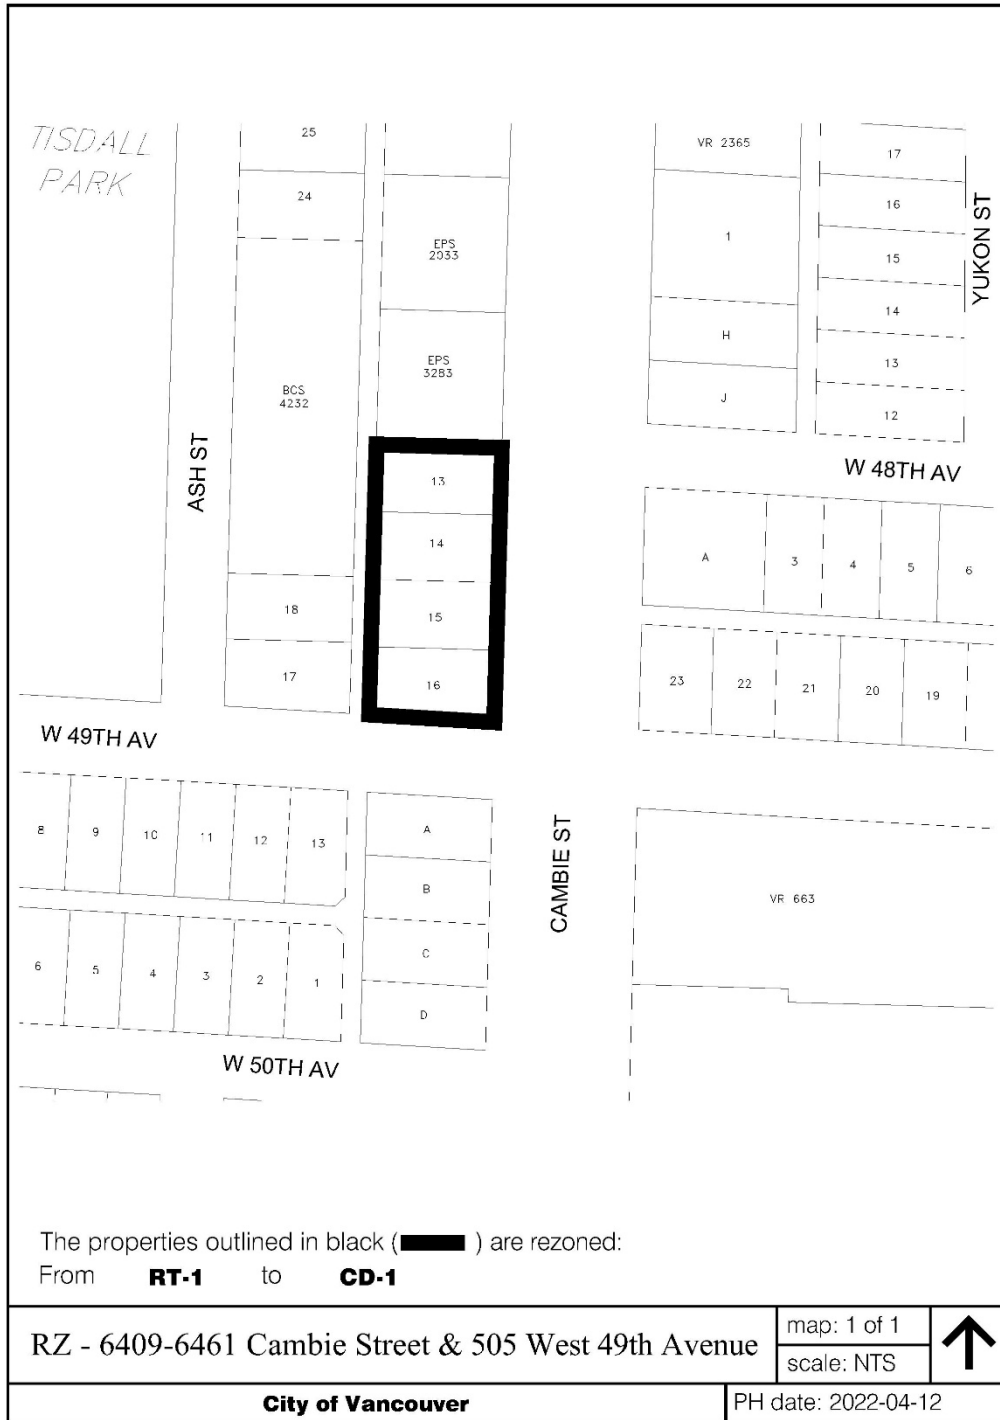 TISDALL
PARK
25
24
EPS
2033
VR 2365
1
17
16
15
14
13
12
YUKON ST
H
J
BCS
4232
EPS
3283
ASH ST
W 48TH AV
13
14
15
16
18
17
A
3
4
5
6
23
22
21
20
19
W 49TH AV
8
9
10
11
12
13
A
B
C
D
CAMBIE ST
VR 663
6
5
4
3
2
1
W 50TH AV
The properties outlined in black ( ) are rezoned:
From RT-1 to CD-1
RZ - 6409-6461 Cambie Street & 505 West 49th Avenue
map: 1 of 1
scale: NTS
City of Vancouver
PH date: 2022-04-12